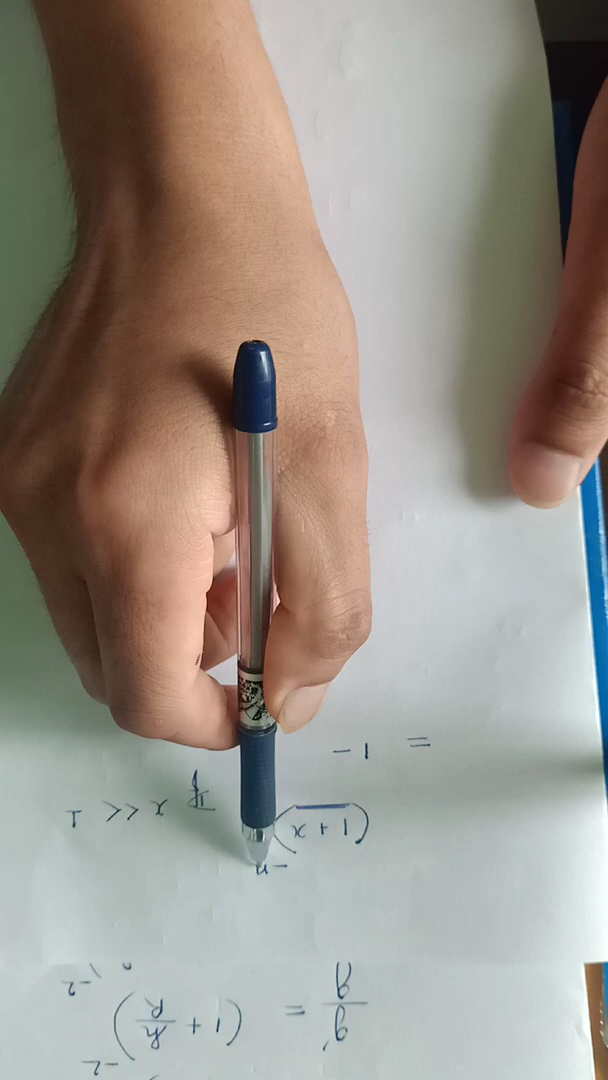 g'/g = (1 + h/R)^-2
(1 + x)^-n if x << 1
= 1 -